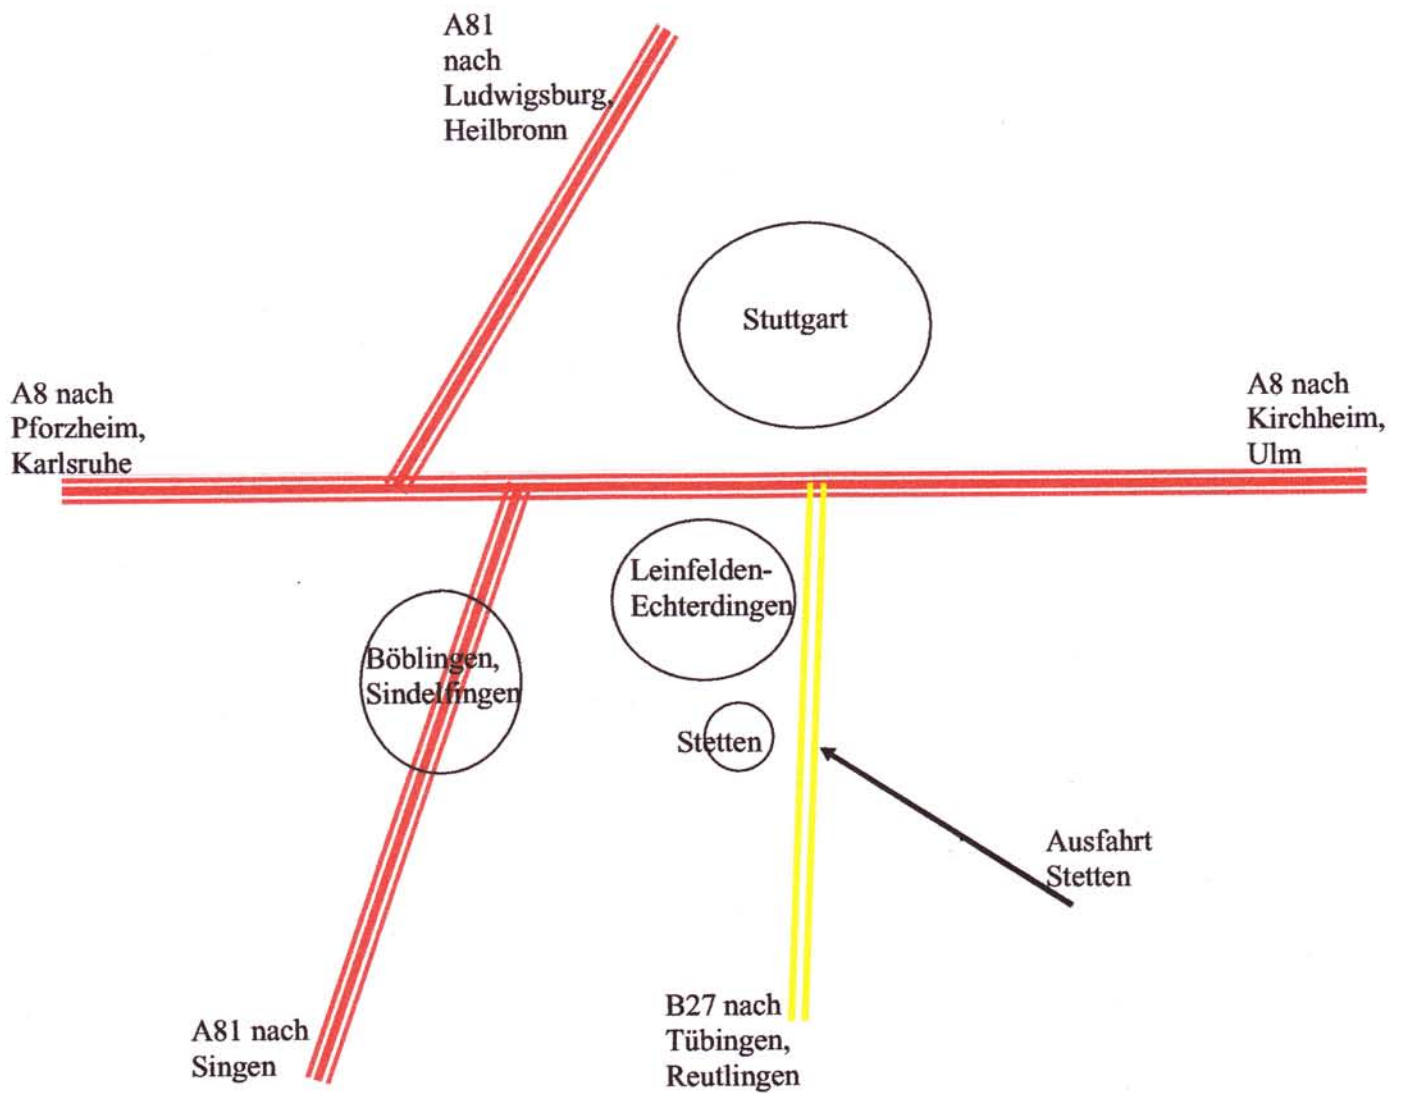 A81
nach
Ludwigsburg,
Heilbronn
Stuttgart
A8 nach
Pforzheim,
Karlsruhe
A8 nach
Kirchheim,
Ulm
Leinfelden-
Echterdingen
Böblingen,
Sindelfingen
Stetten
Ausfahrt
Stetten
B27 nach
Tübingen,
Reutlingen
A81 nach
Singen